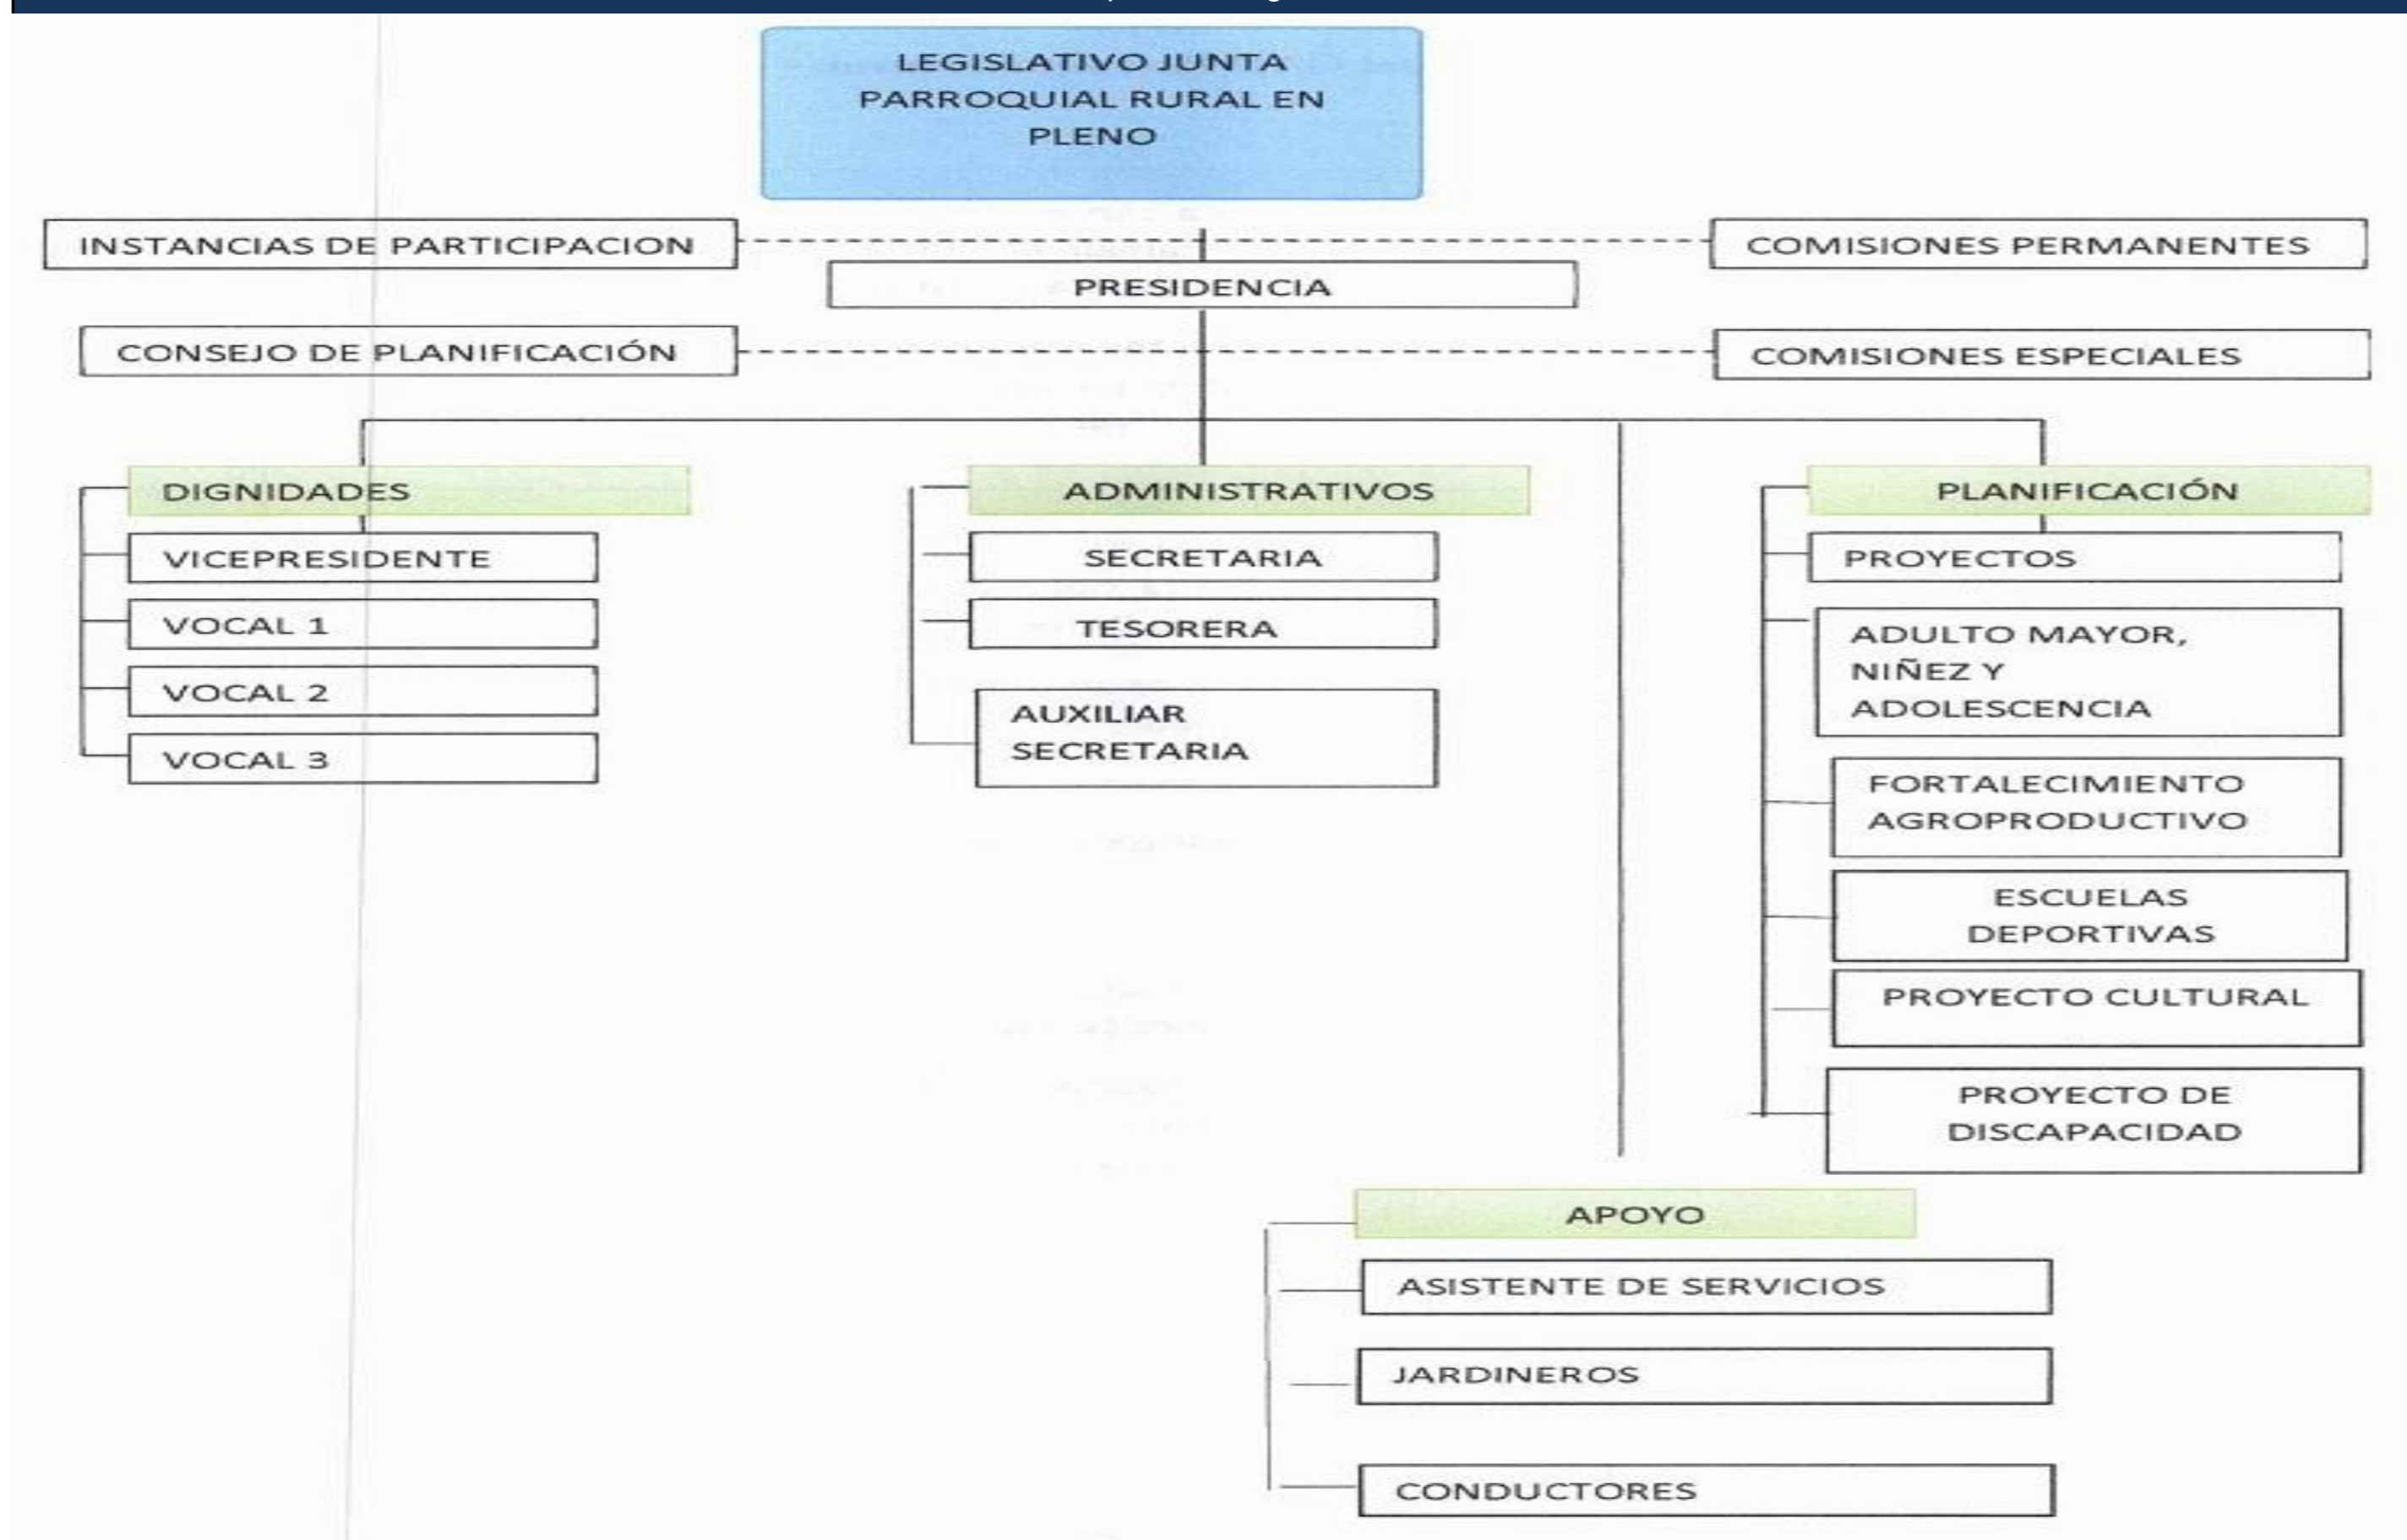 LEGISLATIVO JUNTA
PARROQUIAL RURAL EN
PLENO
INSTANCIAS DE PARTICIPACION
COMISIONES PERMANENTES
PRESIDENCIA
CONSEJO DE PLANIFICACIÓN
COMISIONES ESPECIALES
DIGNIDADES
VICEPRESIDENTE
VOCAL 1
VOCAL 2
VOCAL 3
ADMINISTRATIVOS
SECRETARIA
TESORERA
AUXILIAR
SECRETARIA
PLANIFICACIÓN
PROYECTOS
ADULTO MAYOR,
NIÑEZ Y
ADOLESCENCIA
FORTALECIMIENTO
AGROPRODUCTIVO
ESCUELAS
DEPORTIVAS
PROYECTO CULTURAL
PROYECTO DE
DISCAPACIDAD
APOYO
ASISTENTE DE SERVICIOS
JARDINEROS
CONDUCTORES